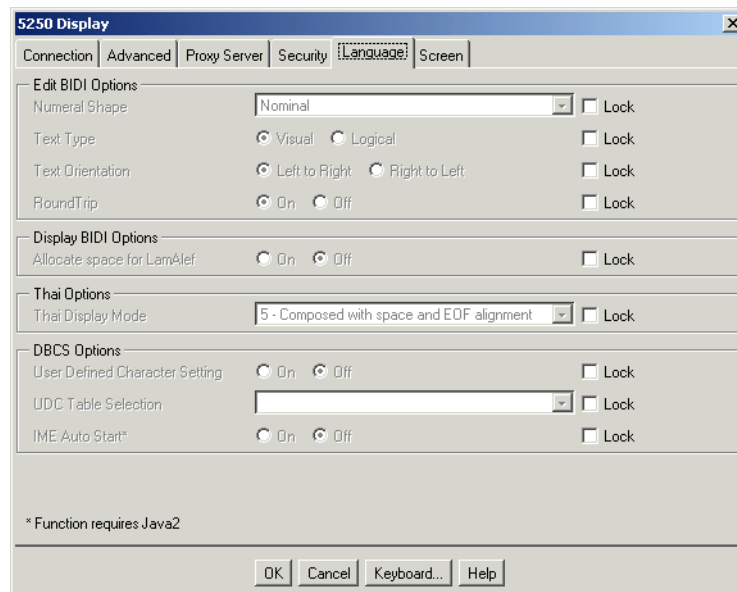 5250 Display
Connection Advanced Proxy Server Security Language Screen
Edit BIDI Options
Numeral Shape Nominal Lock
Text Type Visual Logical Lock
Text Orientation Left to Right Right to Left Lock
RoundTrip On Off Lock
Display BIDI Options
Allocate space for LamAlef On Off Lock
Thai Options
Thai Display Mode 5 - Composed with space and EOF alignment Lock
DBCS Options
User Defined Character Setting On Off Lock
UDC Table Selection Lock
IME Auto Start* On Off Lock
* Function requires Java2
OK Cancel Keyboard... Help